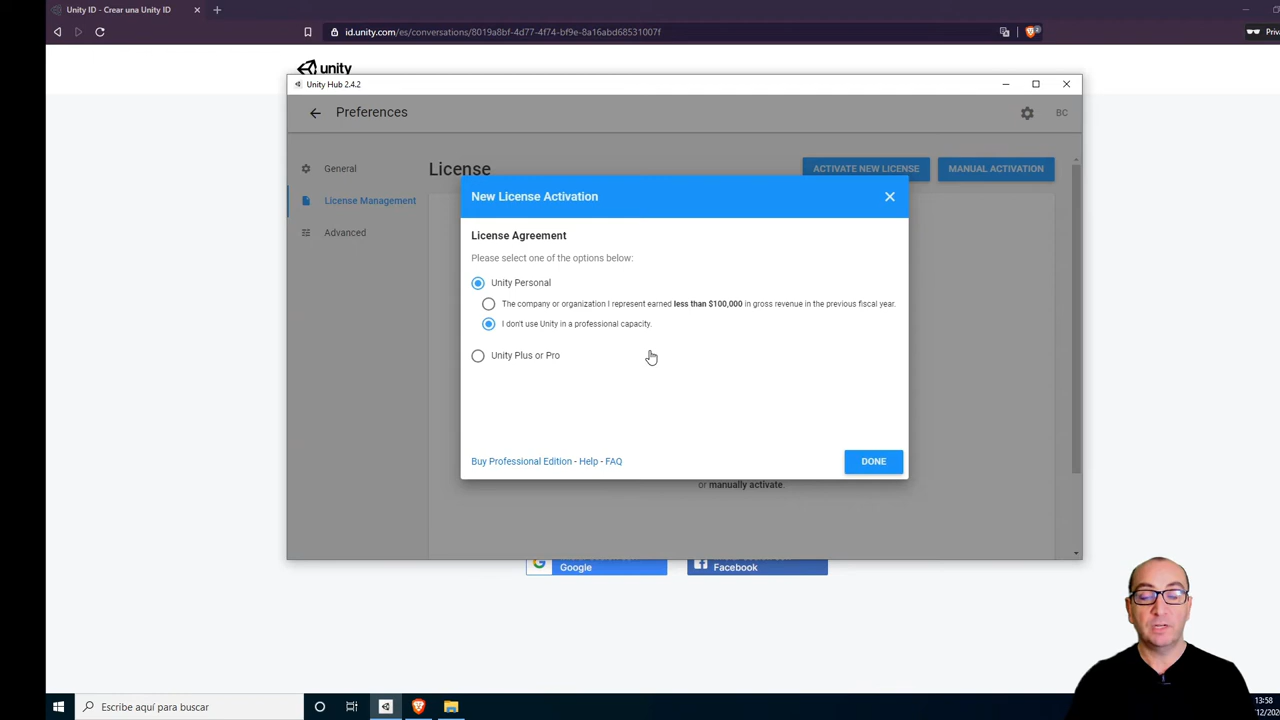 Unity ID - Crear una Unity ID
id.unity.com/es/conversations/8019a8bf-4d77-4f74-bf9e-8a16abd68531007f
2
unity
Unity Hub 2.4.2
Preferences
BC
General
License Management
Advanced
License
ACTIVATE NEW LICENSE
MANUAL ACTIVATION
New License Activation
License Agreement
Please select one of the options below:
Unity Personal
The company or organization I represent earned less than $100,000 in gross revenue in the previous fiscal year.
I don't use Unity in a professional capacity.
Unity Plus or Pro
Buy Professional Edition - Help - FAQ
DONE
or manually activate.
Google
Facebook
Escribe aquí para buscar
13:58